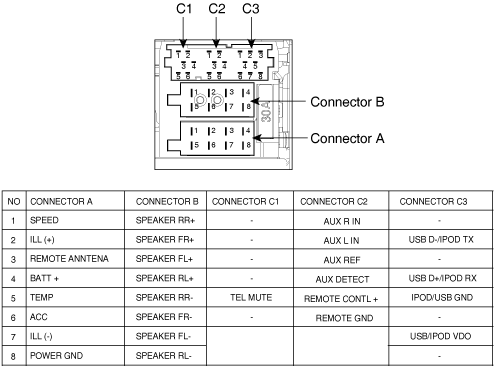 C1 C2 C3
1 2 1 2 1 2 3
3 4 3 4 4 5
5 6 5 6 6 7 8
1 2 3 4
5 6 7 8
Connector B
30A
1 2 3 4
5 6 7 8
Connector A
NO CONNECTOR A CONNECTOR B CONNECTOR C1 CONNECTOR C2 CONNECTOR C3
1 SPEED SPEAKER RR+ - AUX R IN -
2 ILL (+) SPEAKER FR+ - AUX L IN USB D-/IPOD TX
3 REMOTE ANNTENA SPEAKER FL+ - AUX REF -
4 BATT + SPEAKER RL+ - AUX DETECT USB D+/IPOD RX
5 TEMP SPEAKER RR- TEL MUTE REMOTE CONTL + IPOD/USB GND
6 ACC SPEAKER FR- - REMOTE GND -
7 ILL (-) SPEAKER FL- USB/IPOD VDO
8 POWER GND SPEAKER RL- -